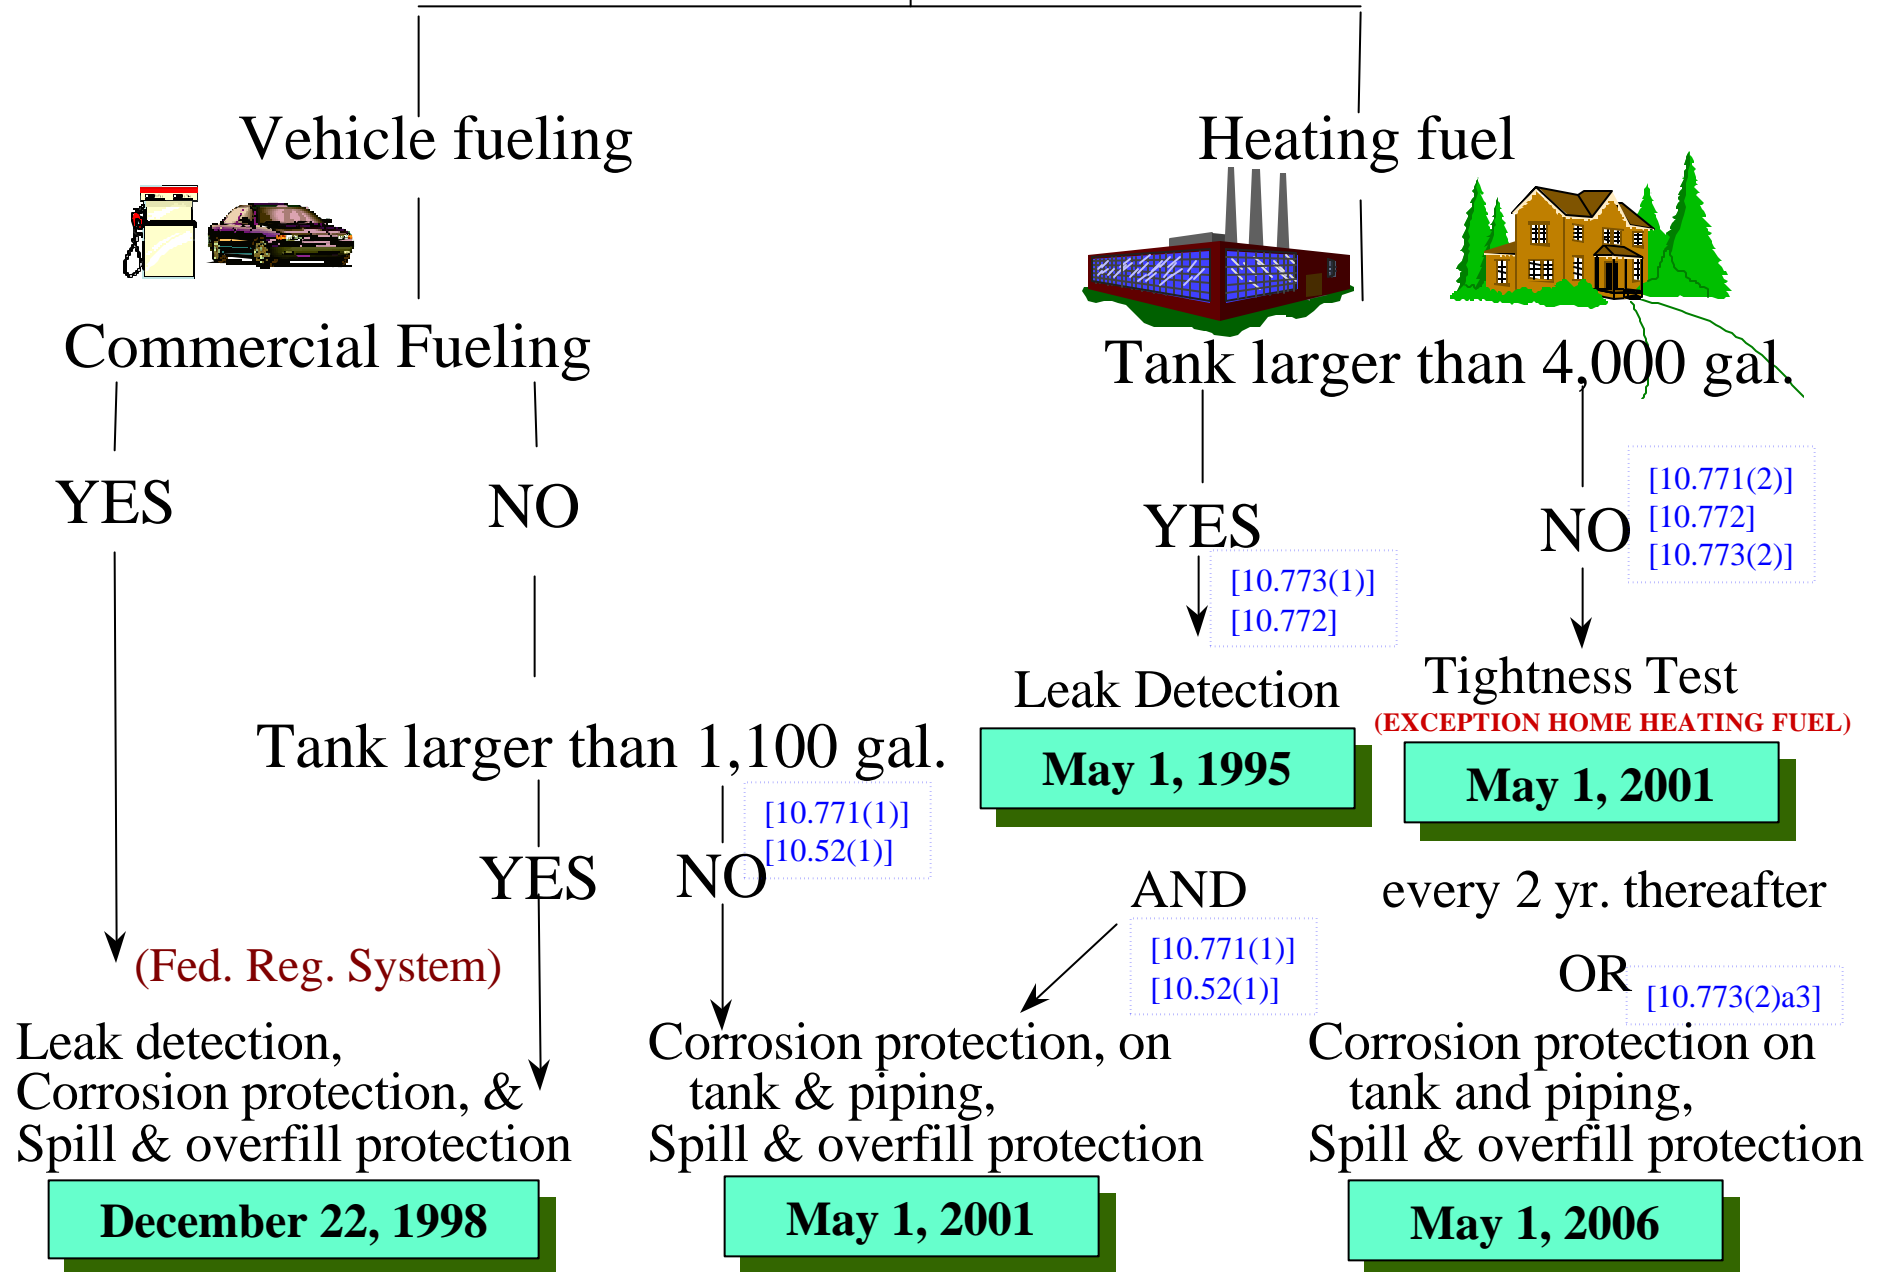 Vehicle fueling
Heating fuel
Commercial Fueling
Tank larger than 4,000 gal.
YES
NO
YES
NO
[10.771(2)]
[10.772]
[10.773(2)]
[10.773(1)]
[10.772]
Leak Detection
Tightness Test
(EXCEPTION HOME HEATING FUEL)
Tank larger than 1,100 gal.
May 1, 1995
May 1, 2001
[10.771(1)]
[10.52(1)]
YES
NO
AND
every 2 yr. thereafter
[10.771(1)]
[10.52(1)]
(Fed. Reg. System)
OR
[10.773(2)a3]
Leak detection,
Corrosion protection, &
Spill & overfill protection
December 22, 1998
Corrosion protection, on
tank & piping,
Spill & overfill protection
May 1, 2001
Corrosion protection on
tank and piping,
Spill & overfill protection
May 1, 2006